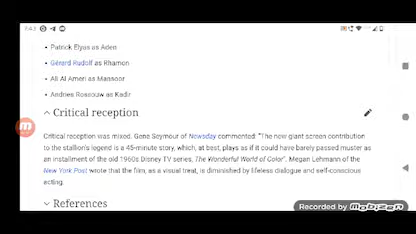 • Patrick Elyas as Aden
• Gérard Rudolf as Rhamon
• Ali Al Ameri as Mansoor
• Andries Rossouw as Kadir
Critical reception
Critical reception was mixed. Gene Seymour of Newsday commented: "The new giant screen contribution
to the stallion's legend is a 45-minute story, which, at best, plays as if it could have barely passed muster as
an installment of the old 1960s Disney TV series, The Wonderful World of Color". Megan Lehmann of the
New York Post wrote that the film, as a visual treat, is diminished by lifeless dialogue and self-conscious
acting.
References
Recorded by Mobizen